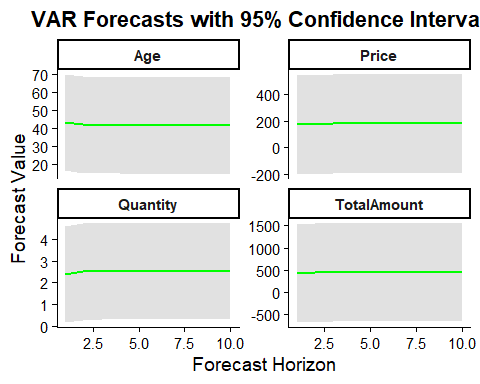 VAR Forecasts with 95% Confidence Interva
Age
Price
70
60
50
40
30
20
400
200
0
-200
Quantity
TotalAmount
4
3
2
1
0
1500
1000
500
0
-500
2.5 5.0 7.5 10.0
2.5 5.0 7.5 10.0
Forecast Value
Forecast Horizon